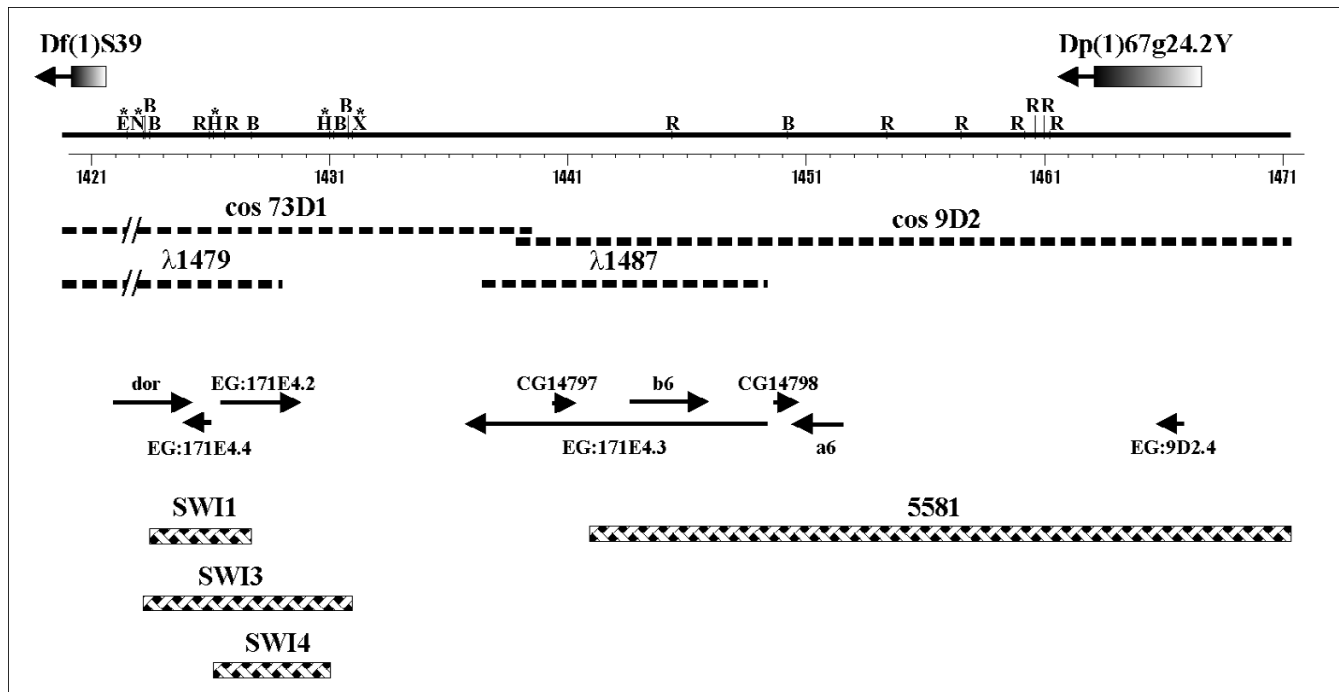 Df(1)S39 Dp(1)67g24.2Y
B B R R
* * * * *
E N B R H R B H B X R B R R R R
1421 1431 1441 1451 1461 1471
cos 73D1 cos 9D2
λ1479 λ1487
dor EG:171E4.2 CG14797 b6 CG14798
EG:171E4.4 EG:171E4.3 a6 EG:9D2.4
SWI1 5581
SWI3
SWI4